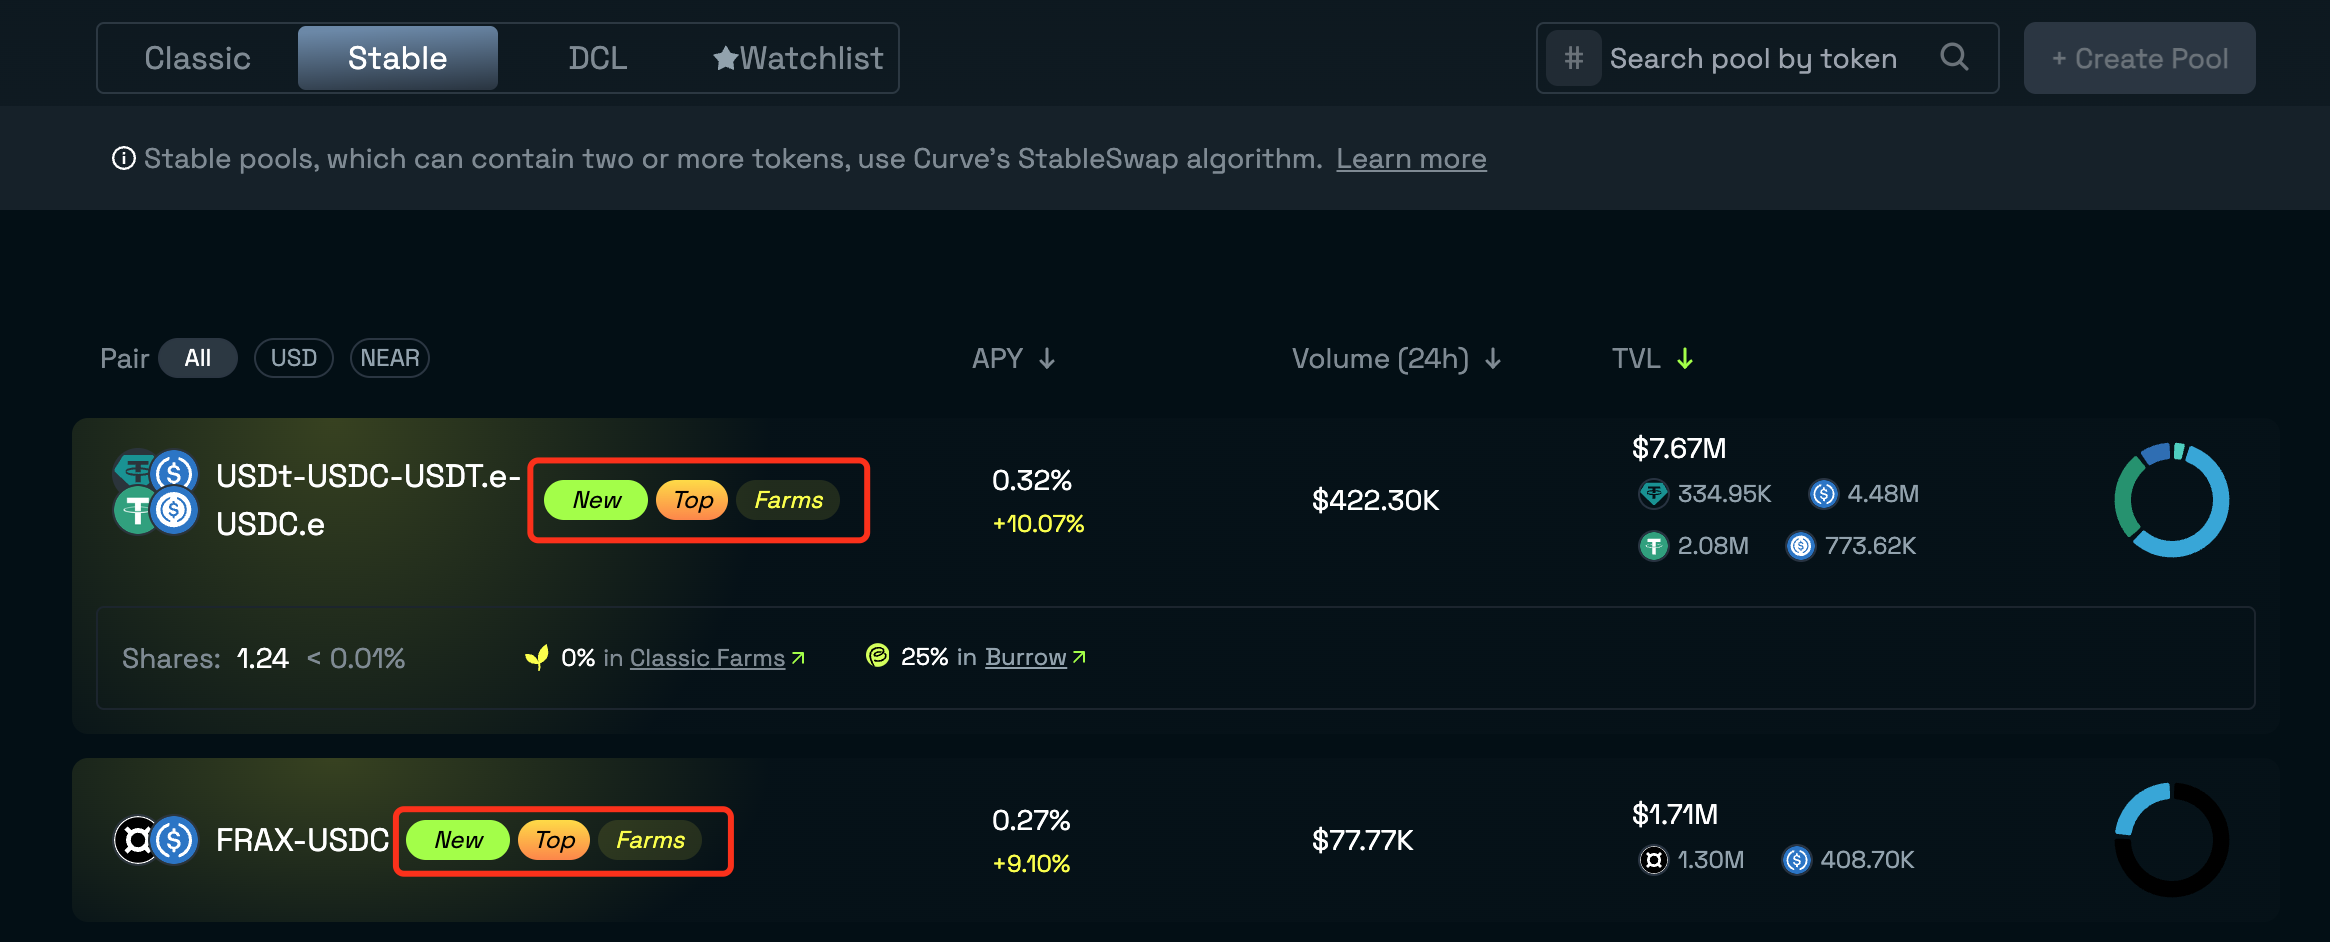 Classic Stable DCL Watchlist # Search pool by token + Create Pool
Stable pools, which can contain two or more tokens, use Curve's StableSwap algorithm. Learn more
Pair All USD NEAR APY Volume (24h) TVL
USDt-USDC-USDT.e-
USDC.e
New Top Farms
0.32%
+10.07%
$422.30K
$7.67M
334.95K 4.48M
2.08M 773.62K
Shares: 1.24 < 0.01% 0% in Classic Farms 25% in Burrow
FRAX-USDC New Top Farms
0.27%
+9.10%
$77.77K
$1.71M
1.30M 408.70K